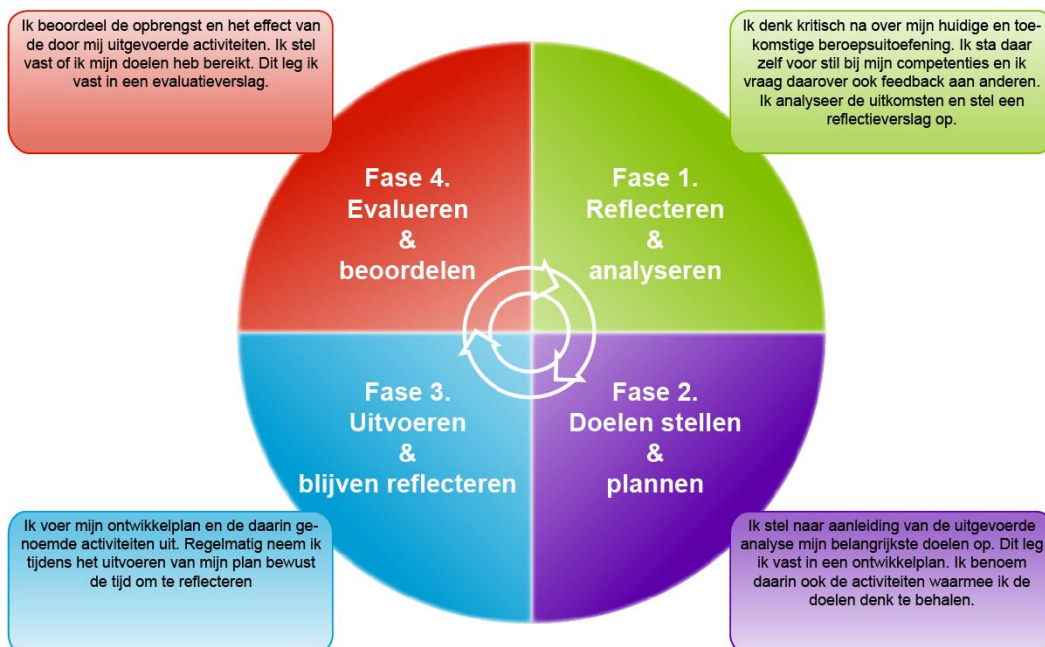 Ik beoordeel de opbrengst en het effect van
de door mij uitgevoerde activiteiten. Ik stel
vast of ik mijn doelen heb bereikt. Dit leg ik
vast in een evaluatieverslag.
Ik denk kritisch na over mijn huidige en toe-
komstige beroepsuitoefening. Ik sta daar
zelf voor stil bij mijn competenties en ik
vraag daarover ook feedback aan anderen.
Ik analyseer de uitkomsten en stel een
reflectieverslag op.
Fase 4.
Evalueren
&
beoordelen
Fase 1.
Reflecteren
&
analyseren
Fase 3.
Uitvoeren
&
blijven reflecteren
Fase 2.
Doelen stellen
&
plannen
Ik voer mijn ontwikkelplan en de daarin ge-
noemde activiteiten uit. Regelmatig neem ik
tijdens het uitvoeren van mijn plan bewust
de tijd om te reflecteren
Ik stel naar aanleiding van de uitgevoerde
analyse mijn belangrijkste doelen op. Dit leg
ik vast in een ontwikkelplan. Ik benoem
daarin ook de activiteiten waarmee ik de
doelen denk te behalen.